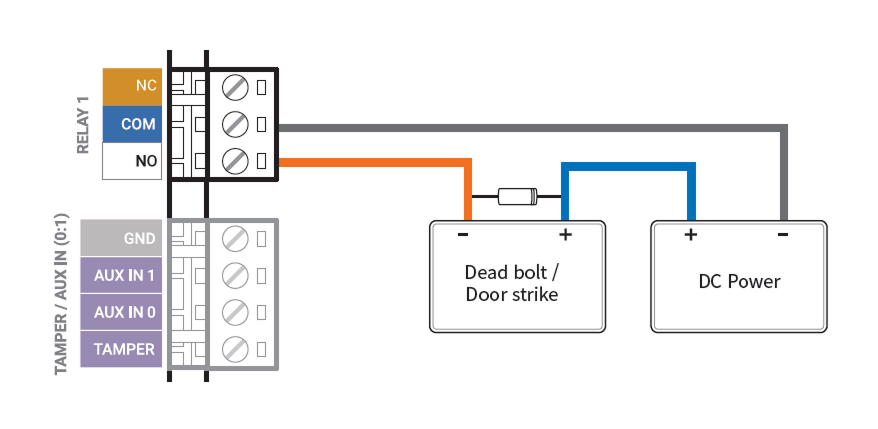 RELAY 1
NC
COM
NO
TAMPER / AUX IN (0:1)
GND
AUX IN 1
AUX IN 0
TAMPER
- +
Dead bolt /
Door strike
+ -
DC Power